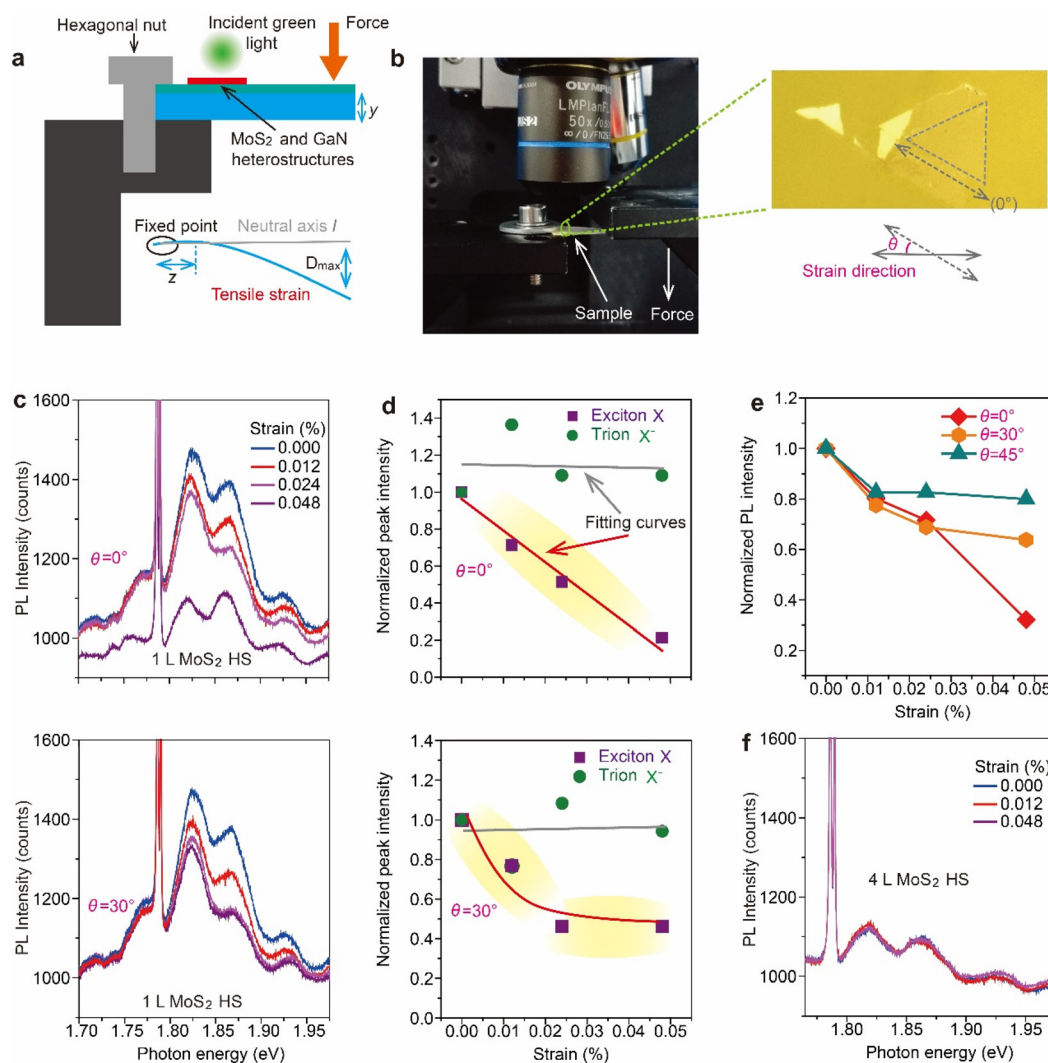 a
Hexagonal nut
Incident green
light
Force
y
MoS₂ and GaN
heterostructures
Fixed point
Neutral axis l
z
Dmax
Tensile strain
b
OLYMPUS
LMPlanFL
50x/0.5
∞/0/FN26
Sample
Force
(0°)
θ
Strain direction
c
1600
1400
1200
1000
PL Intensity (counts)
Strain (%)
0.000
0.012
0.024
0.048
θ=0°
1 L MoS₂ HS
1600
1400
1200
1000
PL Intensity (counts)
θ=30°
1 L MoS₂ HS
1.70 1.75 1.80 1.85 1.90 1.95
Photon energy (eV)
d
1.4
1.2
1.0
0.8
0.6
0.4
0.2
0.0
Normalized peak intensity
Exciton X
Trion X⁻
Fitting curves
θ=0°
1.4
1.2
1.0
0.8
0.6
0.4
0.2
0.0
Normalized peak intensity
Exciton X
Trion X⁻
θ=30°
0.00 0.01 0.02 0.03 0.04 0.05
Strain (%)
e
1.2
1.0
0.8
0.6
0.4
0.2
Normalized PL intensity
θ=0°
θ=30°
θ=45°
0.00 0.01 0.02 0.03 0.04 0.05
Strain (%)
f
1600
1400
1200
1000
PL Intensity (counts)
Strain (%)
0.000
0.012
0.048
4 L MoS₂ HS
1.80 1.85 1.90 1.95
Photon energy (eV)